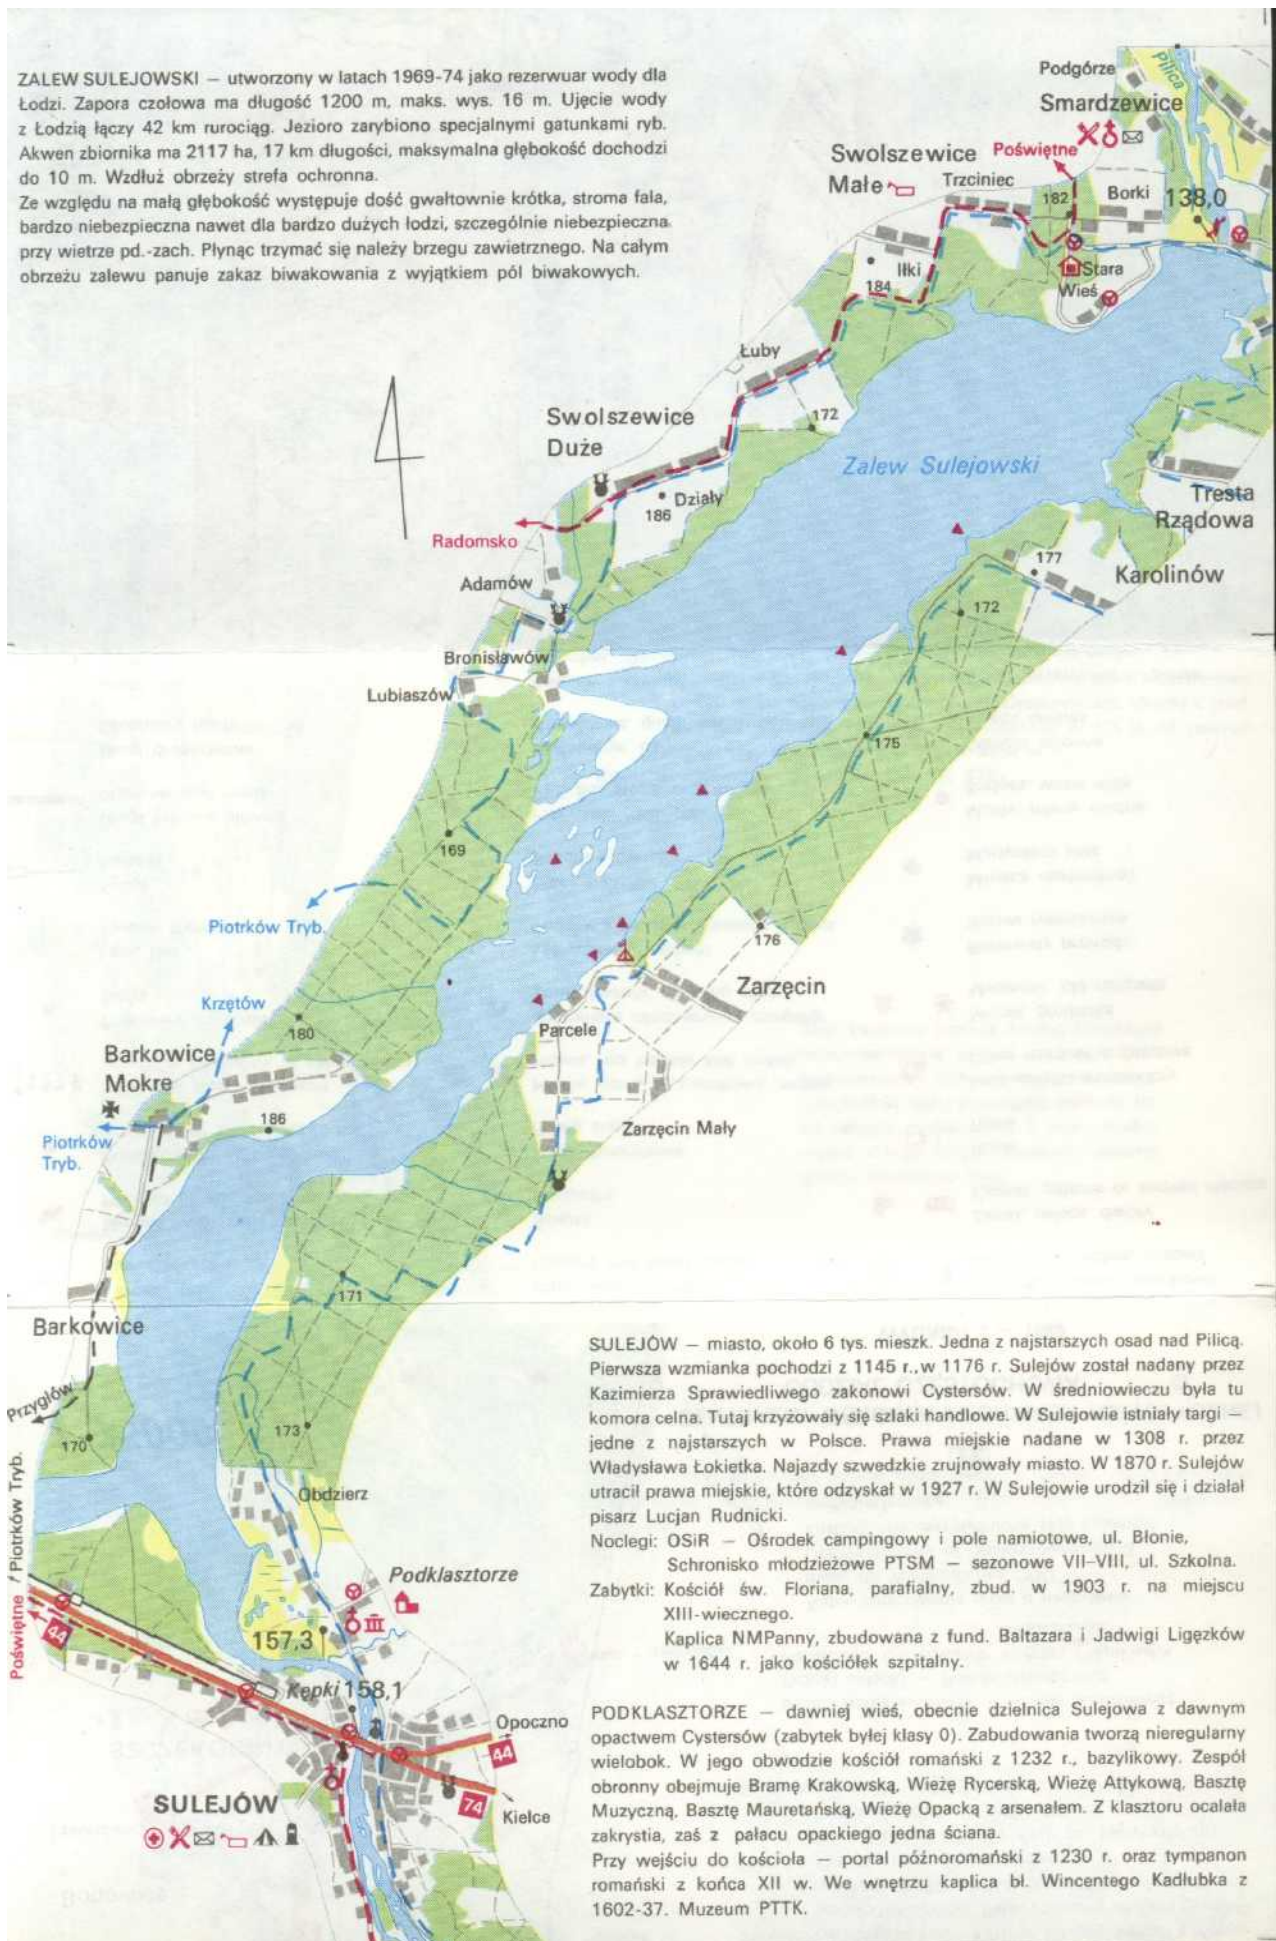 ZALEW SULEJOWSKI — utworzony w latach 1969-74 jako rezerwuar wody dla
Łodzi. Zapora czołowa ma długość 1200 m, maks. wys. 16 m. Ujęcie wody
z Łodzią łączy 42 km rurociąg. Jezioro zarybiono specjalnymi gatunkami ryb.
Akwen zbiornika ma 2117 ha, 17 km długości, maksymalna głębokość dochodzi
do 10 m. Wzdłuż obrzeży strefa ochronna.
Ze względu na małą głębokość występuje dość gwałtownie krótka, stroma fala,
bardzo niebezpieczna nawet dla bardzo dużych łodzi, szczególnie niebezpieczna
przy wietrze pd.-zach. Płynąc trzymać się należy brzegu zawietrznego. Na całym
obrzeżu zalewu panuje zakaz biwakowania z wyjątkiem pól biwakowych.
Podgórze
Pilica
Smardzewice
Poświętne
Swolszewice
Małe
Trzciniec
182
Borki
138,0
Iłki
184
Stara
Wieś
Łuby
172
Swolszewice
Duże
Zalew Sulejowski
Działy
186
Tresta
Rządowa
Radomsko
177
Karolinów
Adamów
172
Bronisławów
Lubiaszów
175
169
Piotrków Tryb.
176
Zarzęcin
Krzętów
180
Parcele
Barkowice
Mokre
186
Zarzęcin Mały
Piotrków
Tryb.
171
Barkowice
Przygłów
170
173
Obdzierz
Poświętne / Piotrków Tryb.
44
Podklasztorze
157,3
Kępki 158,1
Opoczno
44
74
Kielce
SULEJÓW
SULEJÓW — miasto, około 6 tys. mieszk. Jedna z najstarszych osad nad Pilicą.
Pierwsza wzmianka pochodzi z 1145 r.,w 1176 r. Sulejów został nadany przez
Kazimierza Sprawiedliwego zakonowi Cystersów. W średniowieczu była tu
komora celna. Tutaj krzyżowały się szlaki handlowe. W Sulejowie istniały targi —
jedne z najstarszych w Polsce. Prawa miejskie nadane w 1308 r. przez
Władysława Łokietka. Najazdy szwedzkie zrujnowały miasto. W 1870 r. Sulejów
utracił prawa miejskie, które odzyskał w 1927 r. W Sulejowie urodził się i działał
pisarz Lucjan Rudnicki.
Noclegi: OSiR — Ośrodek campingowy i pole namiotowe, ul. Błonie,
Schronisko młodzieżowe PTSM — sezonowe VII–VIII, ul. Szkolna.
Zabytki: Kościół św. Floriana, parafialny, zbud. w 1903 r. na miejscu
XIII-wiecznego.
Kaplica NMPanny, zbudowana z fund. Baltazara i Jadwigi Ligęzków
w 1644 r. jako kościółek szpitalny.
PODKLASZTORZE — dawniej wieś, obecnie dzielnica Sulejowa z dawnym
opactwem Cystersów (zabytek byłej klasy 0). Zabudowania tworzą nieregularny
wielobok. W jego obwodzie kościół romański z 1232 r., bazylikowy. Zespół
obronny obejmuje Bramę Krakowską, Wieżę Rycerską, Wieżę Attykową, Basztę
Muzyczną, Basztę Mauretańską, Wieżę Opacką z arsenałem. Z klasztoru ocalała
zakrystia, zaś z pałacu opackiego jedna ściana.
Przy wejściu do kościoła — portal późnoromański z 1230 r. oraz tympanon
romański z końca XII w. We wnętrzu kaplica bł. Wincentego Kadłubka z
1602-37. Muzeum PTTK.